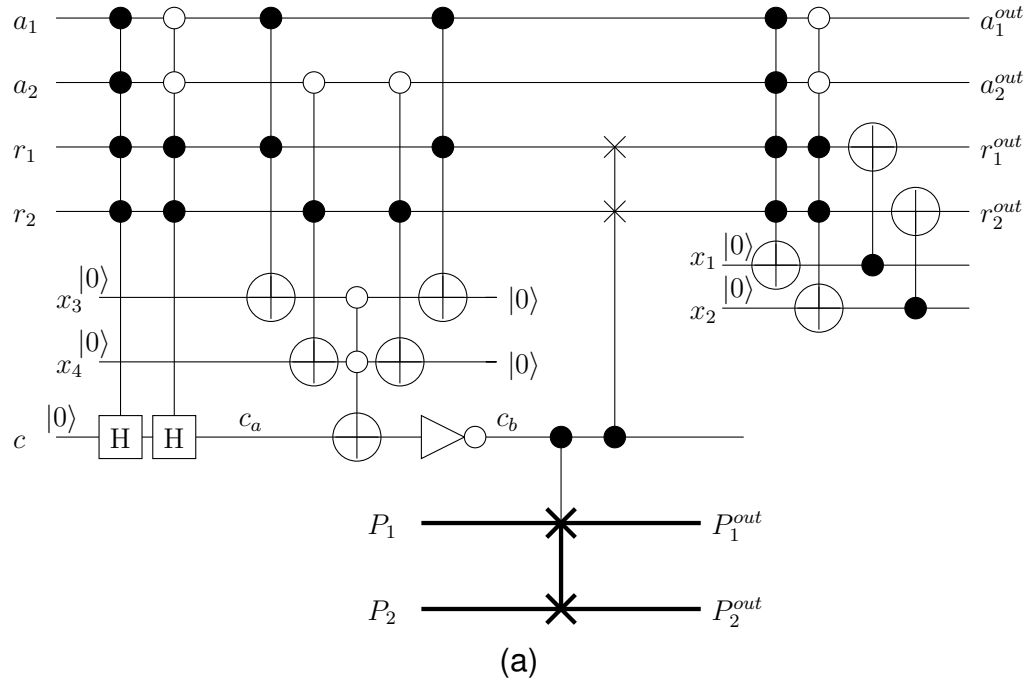 a₁ a₁ᵒᵘᵗ
a₂ a₂ᵒᵘᵗ
r₁ r₁ᵒᵘᵗ
r₂ r₂ᵒᵘᵗ
x₁ |0⟩
x₃ |0⟩ |0⟩
x₂ |0⟩
x₄ |0⟩ |0⟩
c |0⟩ H H cₐ c_b
P₁ P₁ᵒᵘᵗ
P₂ P₂ᵒᵘᵗ
(a)